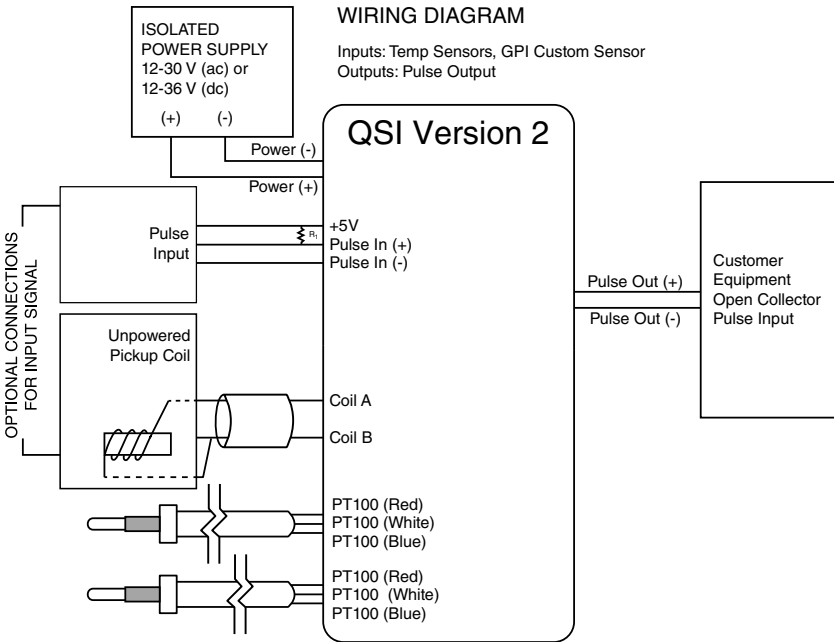 WIRING DIAGRAM
Inputs: Temp Sensors, GPI Custom Sensor
Outputs: Pulse Output
ISOLATED
POWER SUPPLY
12-30 V (ac) or
12-36 V (dc)
(+) (-)
QSI Version 2
Power (-)
Power (+)
OPTIONAL CONNECTIONS
FOR INPUT SIGNAL
Pulse
Input
R1
+5V
Pulse In (+)
Pulse In (-)
Unpowered
Pickup Coil
Coil A
Coil B
PT100 (Red)
PT100 (White)
PT100 (Blue)
PT100 (Red)
PT100 (White)
PT100 (Blue)
Pulse Out (+)
Pulse Out (-)
Customer
Equipment
Open Collector
Pulse Input